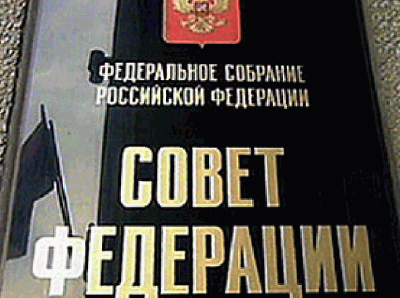 ФЕДЕРАЛЬНОЕ СОБРАНИЕ
РОССИЙСКОЙ ФЕДЕРАЦИИ
СОВЕТ
ФЕДЕРАЦИИ